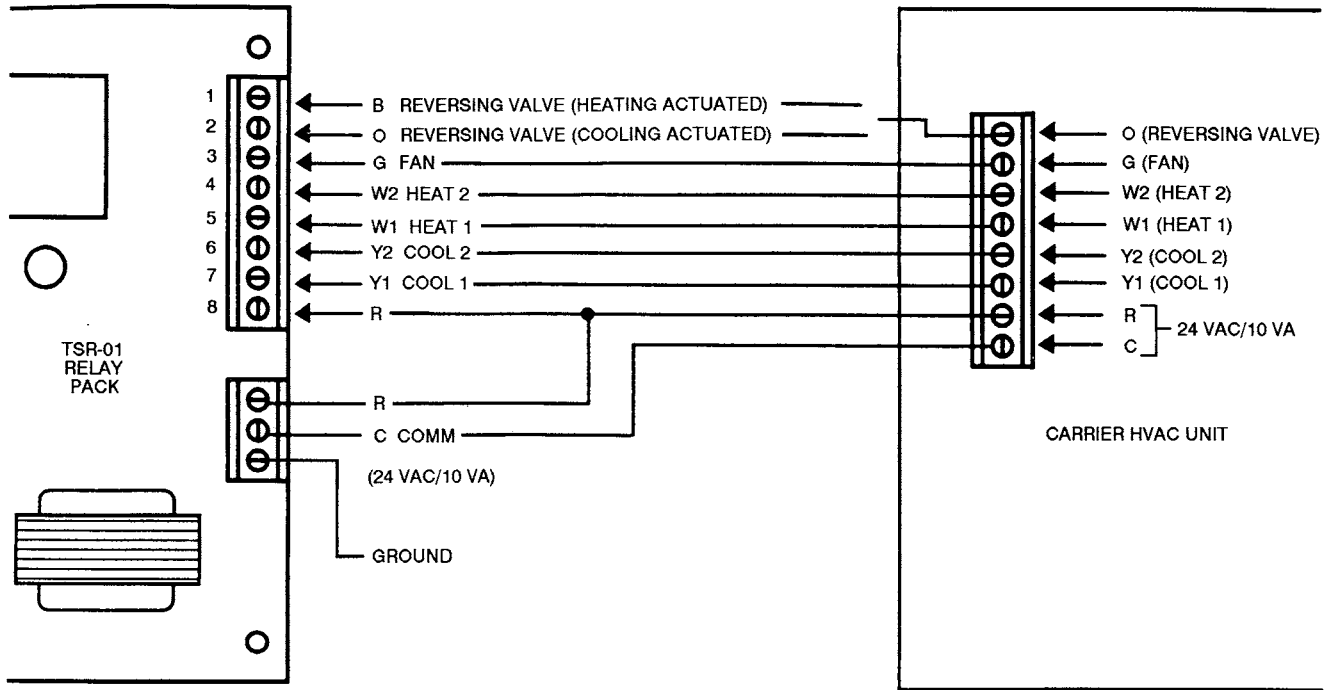 1 B REVERSING VALVE (HEATING ACTUATED)
2 O REVERSING VALVE (COOLING ACTUATED)
3 G FAN
4 W2 HEAT 2
5 W1 HEAT 1
6 Y2 COOL 2
7 Y1 COOL 1
8 R
TSR-01
RELAY
PACK
R
C COMM
(24 VAC/10 VA)
GROUND
O (REVERSING VALVE)
G (FAN)
W2 (HEAT 2)
W1 (HEAT 1)
Y2 (COOL 2)
Y1 (COOL 1)
R
24 VAC/10 VA
C
CARRIER HVAC UNIT